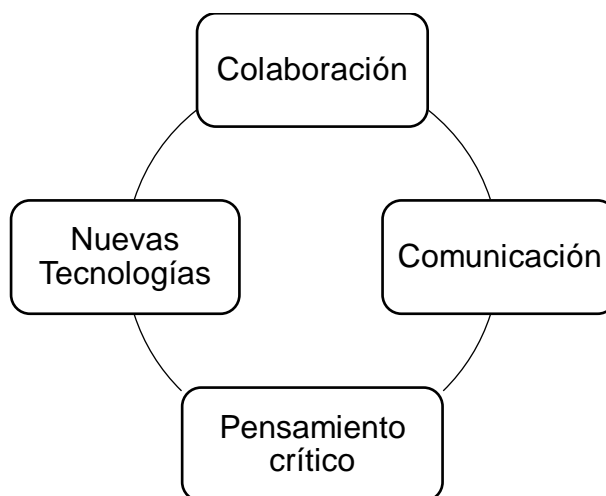 Colaboración
Nuevas
Tecnologías
Comunicación
Pensamiento
crítico